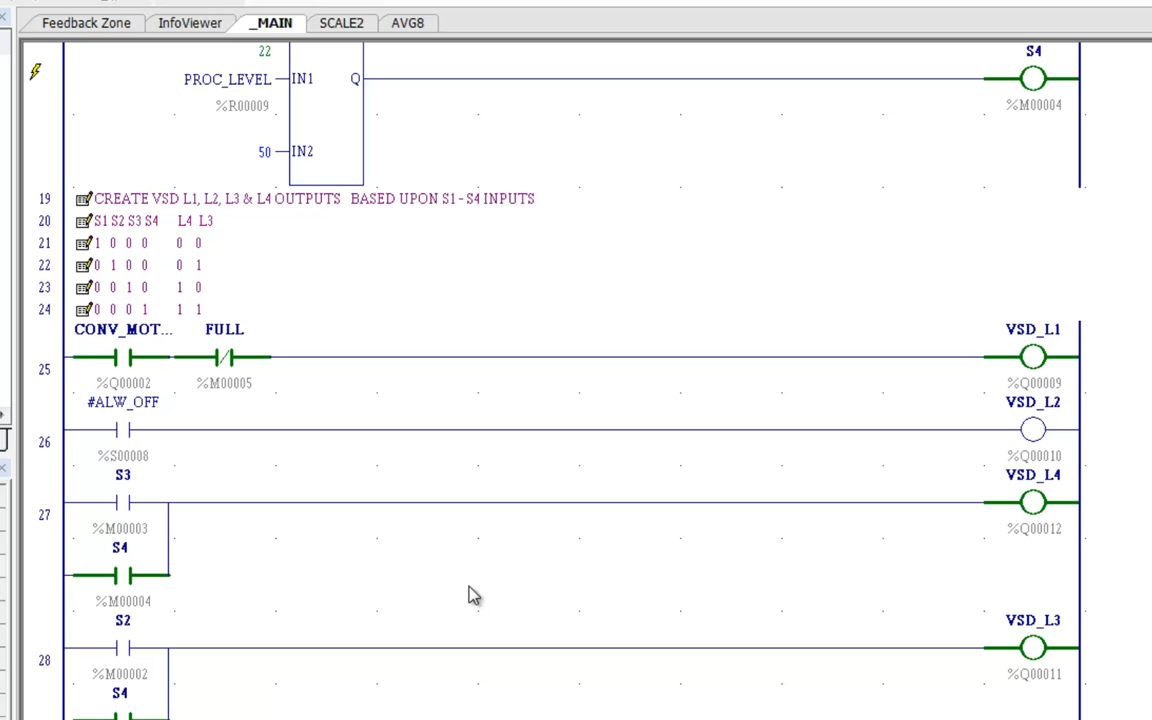 Feedback Zone InfoViewer _MAIN SCALE2 AVG8
22 S4
PROC_LEVEL IN1 Q
%R00009 %M00004
50 IN2
19 CREATE VSD L1, L2, L3 & L4 OUTPUTS BASED UPON S1 - S4 INPUTS
20 S1 S2 S3 S4 L4 L3
21 1 0 0 0 0 0
22 0 1 0 0 0 1
23 0 0 1 0 1 0
24 0 0 0 1 1 1
CONV_MOT... FULL VSD_L1
25
%Q00002 %M00005 %Q00009
#ALW_OFF VSD_L2
26
%S00008 %Q00010
S3 VSD_L4
27
%M00003 %Q00012
S4
%M00004
S2 VSD_L3
28
%M00002 %Q00011
S4